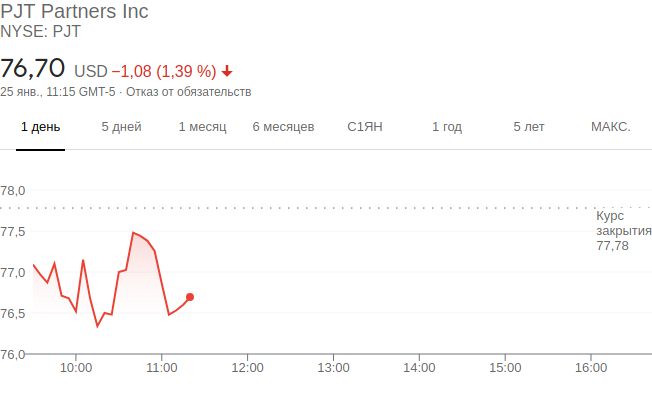 PJT Partners Inc
NYSE: PJT
76,70 USD −1,08 (1,39 %)
25 янв., 11:15 GMT-5 · Отказ от обязательств
1 день 5 дней 1 месяц 6 месяцев С1ЯН 1 год 5 лет МАКС.
78,0
Курс
закрытия
77,78
77,5
77,0
76,5
76,0
10:00 11:00 12:00 13:00 14:00 15:00 16:00